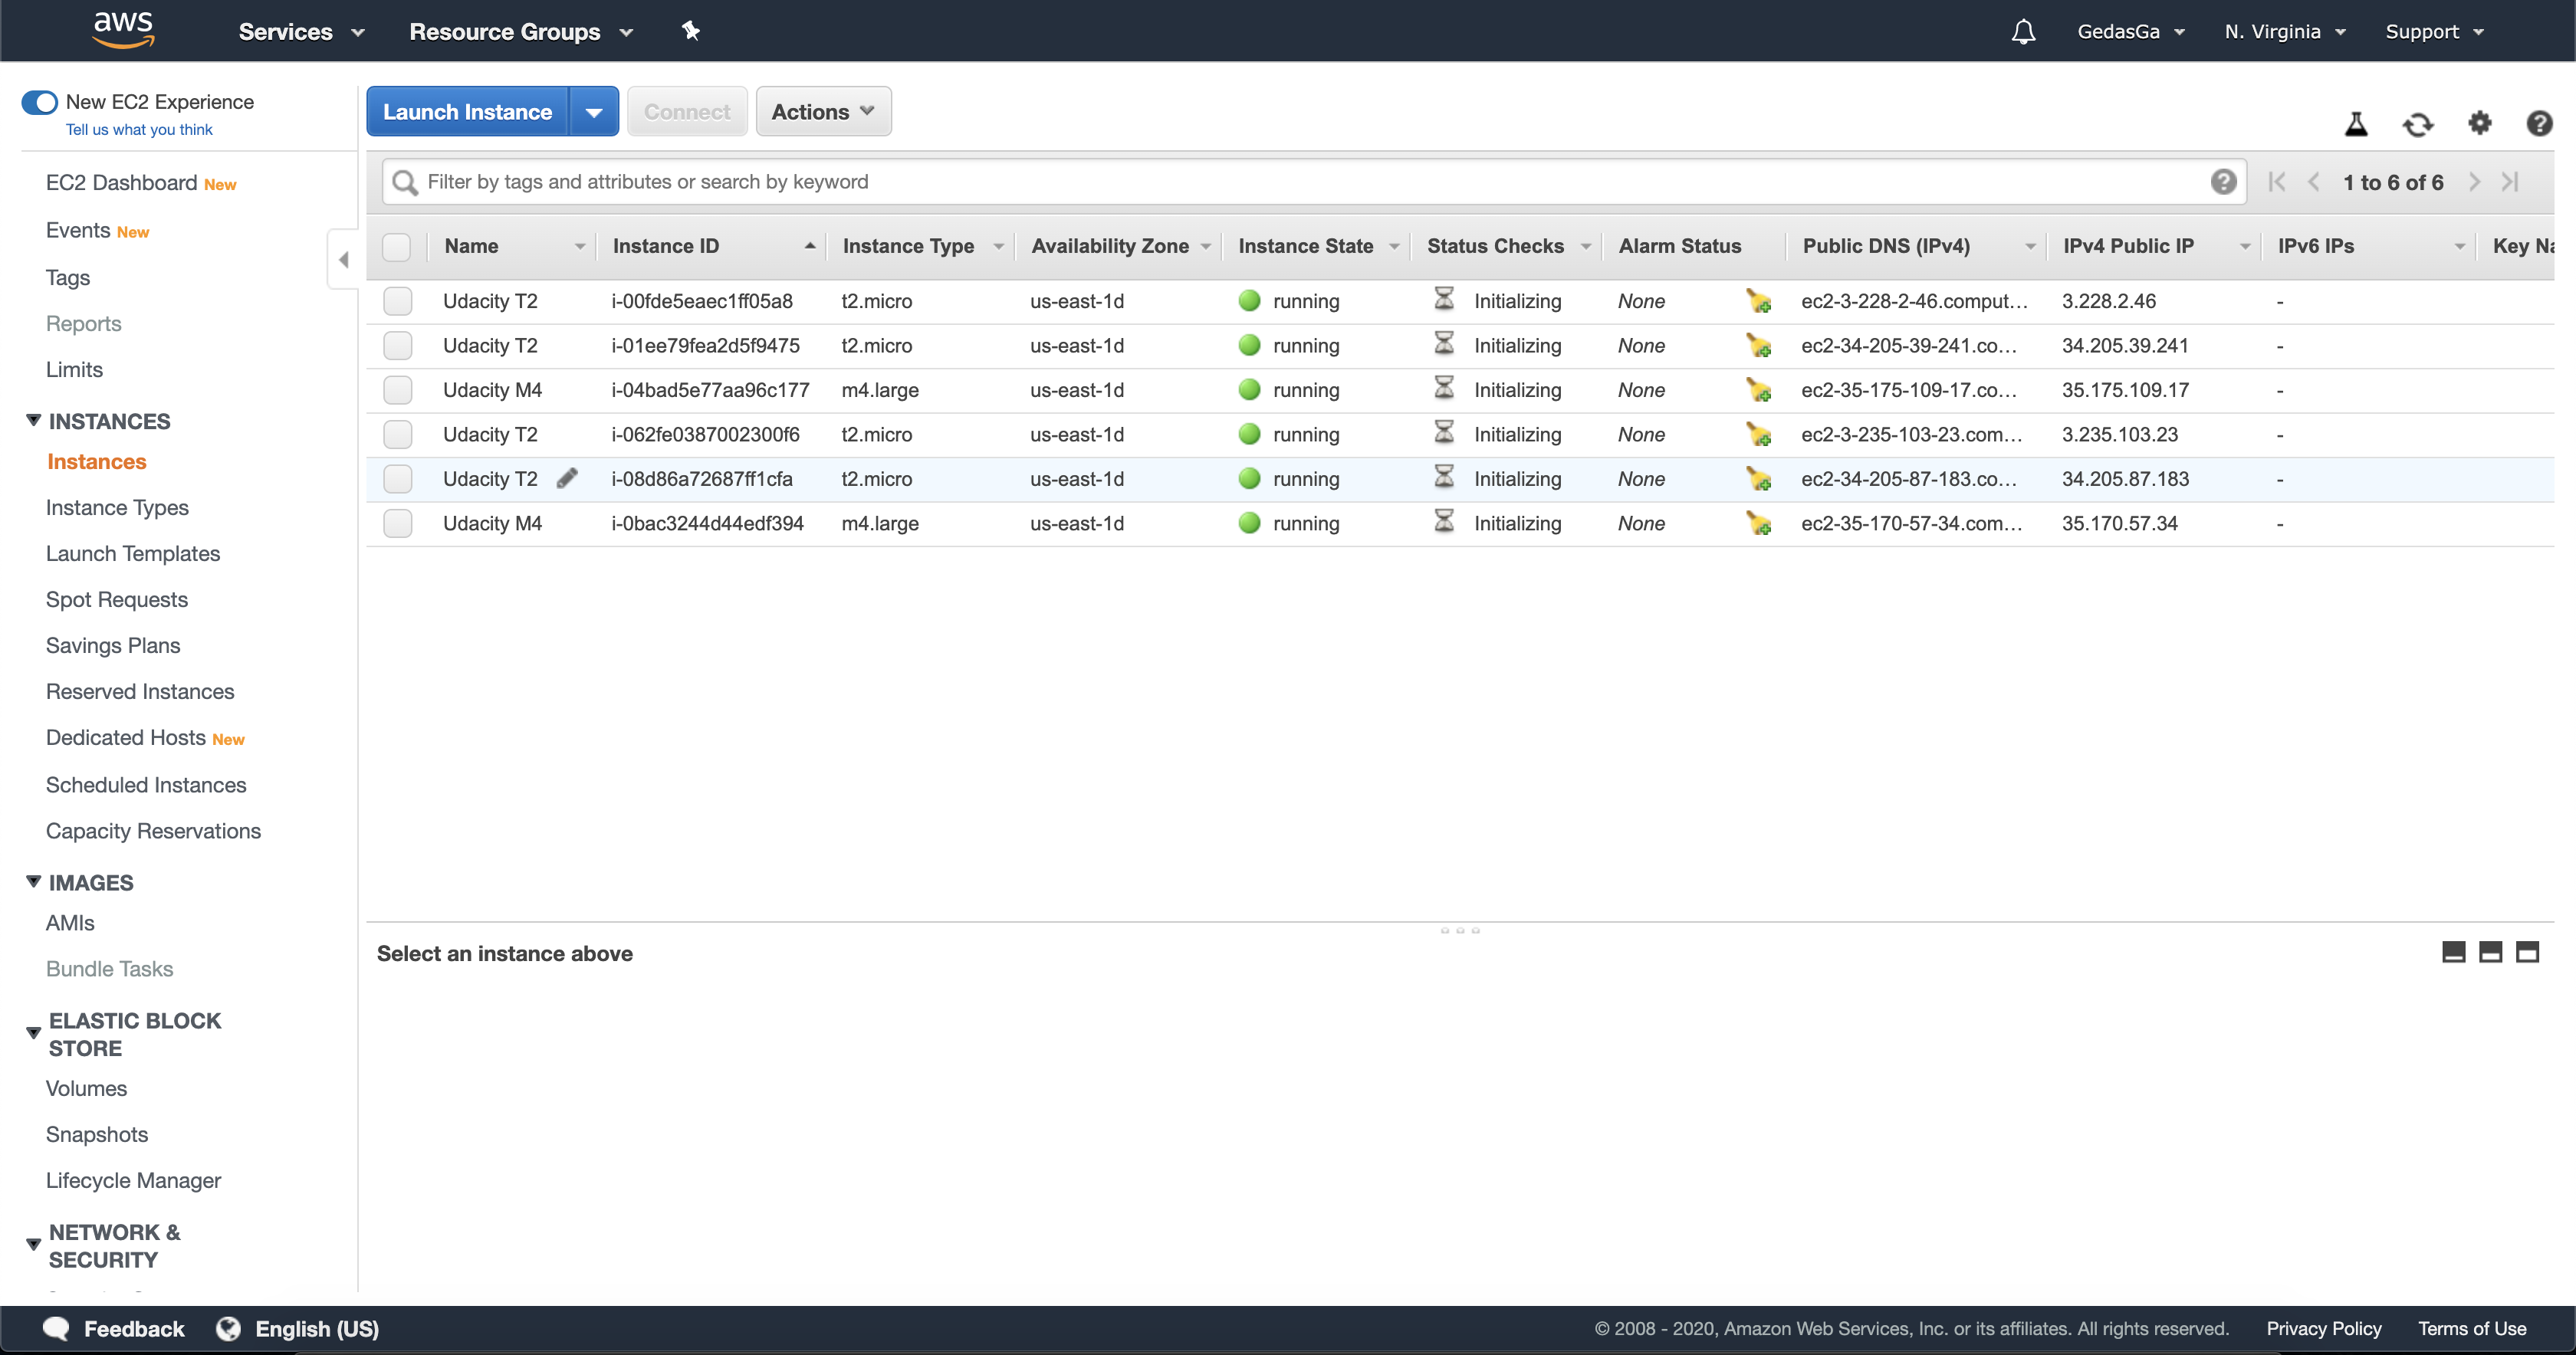 aws Services Resource Groups GedasGa N. Virginia Support
New EC2 Experience
Tell us what you think
EC2 Dashboard New
Events New
Tags
Reports
Limits
INSTANCES
Instances
Instance Types
Launch Templates
Spot Requests
Savings Plans
Reserved Instances
Dedicated Hosts New
Scheduled Instances
Capacity Reservations
IMAGES
AMIs
Bundle Tasks
ELASTIC BLOCK
STORE
Volumes
Snapshots
Lifecycle Manager
NETWORK &
SECURITY
Launch Instance Connect Actions
Filter by tags and attributes or search by keyword 1 to 6 of 6
Name Instance ID Instance Type Availability Zone Instance State Status Checks Alarm Status Public DNS (IPv4) IPv4 Public IP IPv6 IPs Key Na
Udacity T2 i-00fde5eaec1ff05a8 t2.micro us-east-1d running Initializing None ec2-3-228-2-46.comput... 3.228.2.46 -
Udacity T2 i-01ee79fea2d5f9475 t2.micro us-east-1d running Initializing None ec2-34-205-39-241.co... 34.205.39.241 -
Udacity M4 i-04bad5e77aa96c177 m4.large us-east-1d running Initializing None ec2-35-175-109-17.co... 35.175.109.17 -
Udacity T2 i-062fe0387002300f6 t2.micro us-east-1d running Initializing None ec2-3-235-103-23.com... 3.235.103.23 -
Udacity T2 i-08d86a72687ff1cfa t2.micro us-east-1d running Initializing None ec2-34-205-87-183.co... 34.205.87.183 -
Udacity M4 i-0bac3244d44edf394 m4.large us-east-1d running Initializing None ec2-35-170-57-34.com... 35.170.57.34 -
Select an instance above
Feedback English (US) © 2008 - 2020, Amazon Web Services, Inc. or its affiliates. All rights reserved. Privacy Policy Terms of Use